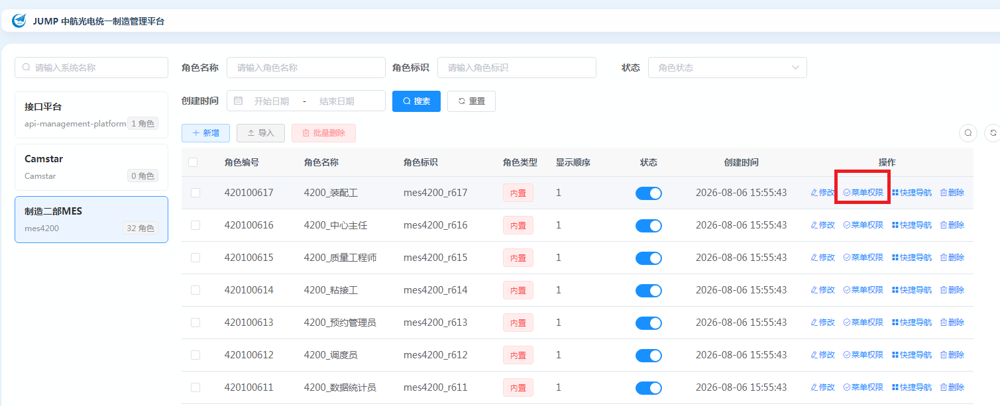 JUMP 中航光电统一制造管理平台
请输入系统名称
角色名称 请输入角色名称 角色标识 请输入角色标识 状态 角色状态
接口平台
api-management-platform 1 角色
Camstar
Camstar 0 角色
制造二部MES
mes4200 32 角色
创建时间 开始日期 - 结束日期 搜索 重置
新增 导入 批量删除
角色编号 角色名称 角色标识 角色类型 显示顺序 状态 创建时间 操作
420100617 4200_装配工 mes4200_r617 内置 1 2026-08-06 15:55:43 修改 菜单权限 快捷导航 删除
420100616 4200_中心主任 mes4200_r616 内置 1 2026-08-06 15:55:43 修改 菜单权限 快捷导航 删除
420100615 4200_质量工程师 mes4200_r615 内置 1 2026-08-06 15:55:43 修改 菜单权限 快捷导航 删除
420100614 4200_粘接工 mes4200_r614 内置 1 2026-08-06 15:55:43 修改 菜单权限 快捷导航 删除
420100613 4200_预约管理员 mes4200_r613 内置 1 2026-08-06 15:55:43 修改 菜单权限 快捷导航 删除
420100612 4200_调度员 mes4200_r612 内置 1 2026-08-06 15:55:43 修改 菜单权限 快捷导航 删除
420100611 4200_数据统计员 mes4200_r611 内置 1 2026-08-06 15:55:43 修改 菜单权限 快捷导航 删除